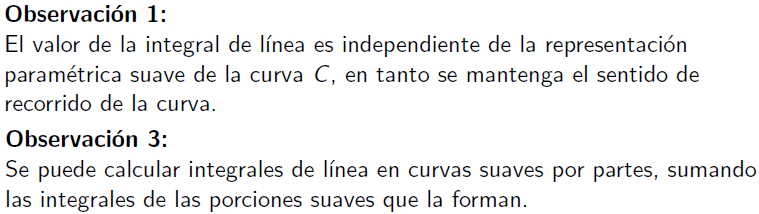 Observación 1:
El valor de la integral de línea es independiente de la representación
paramétrica suave de la curva C, en tanto se mantenga el sentido de
recorrido de la curva.
Observación 3:
Se puede calcular integrales de línea en curvas suaves por partes, sumando
las integrales de las porciones suaves que la forman.